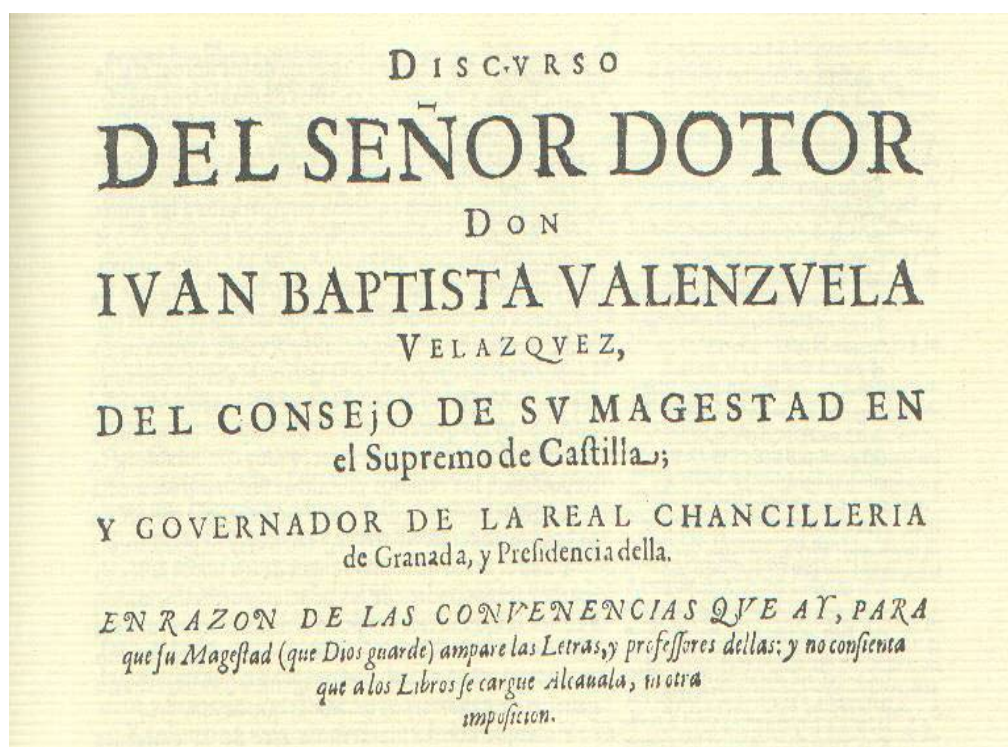 DISCVRSO
DEL SEÑOR DOTOR
DON
IVAN BAPTISTA VALENZVELA
VELAZQVEZ,
DEL CONSEjO DE SV MAGESTAD EN
el Supremo de Caſtilla;
Y GOVERNADOR DE LA REAL CHANCILLERIA
de Granada, y Preſidencia della.
EN RAZON DE LAS CONVENENCIAS QVE AY, PARA
que ſu Mageſtad (que Dios guarde) ampare las Letras, y profeſſores dellas: y no conſienta
que a los Libros ſe cargue Alcauala, ni otra
impoſicion.